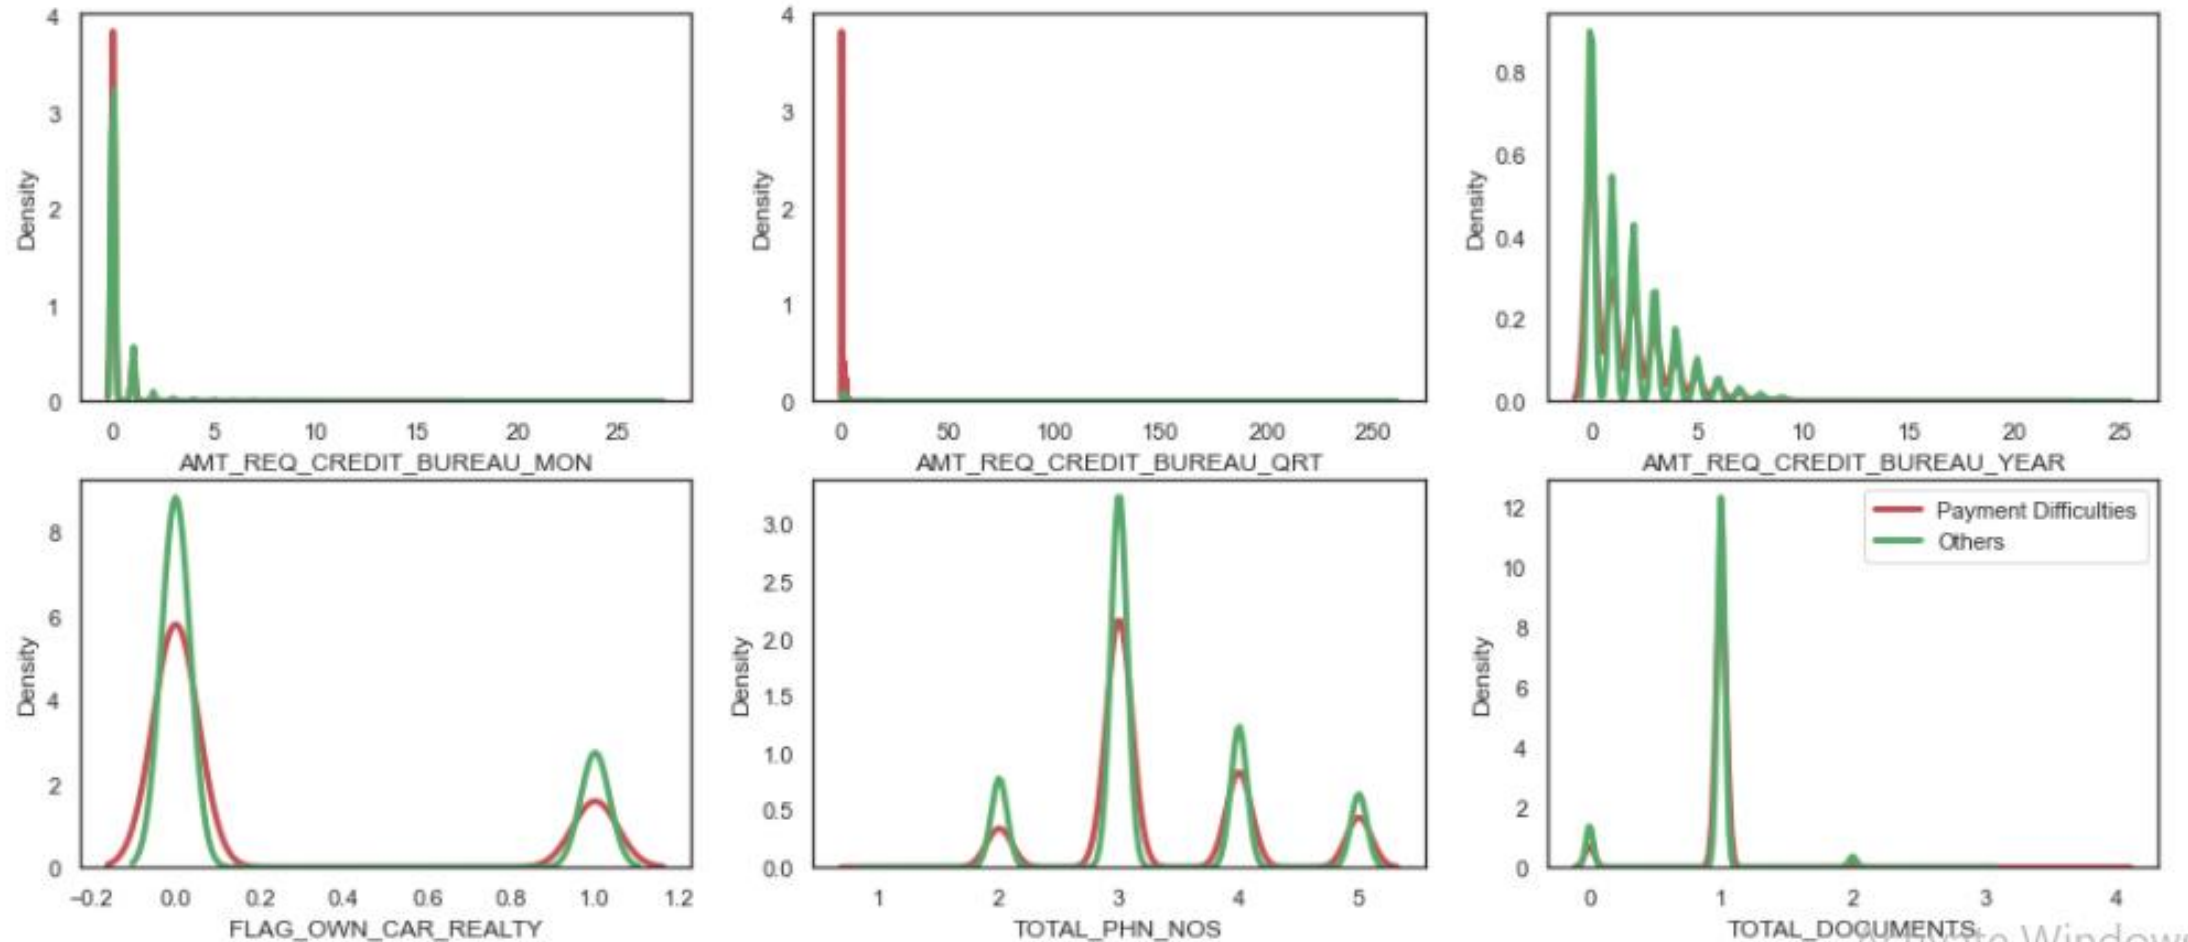 4
3
2
1
0
Density
0 5 10 15 20 25
AMT_REQ_CREDIT_BUREAU_MON
4
3
2
1
0
Density
0 50 100 150 200 250
AMT_REQ_CREDIT_BUREAU_QRT
0.8
0.6
0.4
0.2
0.0
Density
0 5 10 15 20 25
AMT_REQ_CREDIT_BUREAU_YEAR
8
6
4
2
0
Density
−0.2 0.0 0.2 0.4 0.6 0.8 1.0 1.2
FLAG_OWN_CAR_REALTY
3.0
2.5
2.0
1.5
1.0
0.5
0.0
Density
1 2 3 4 5
TOTAL_PHN_NOS
12
10
8
6
4
2
0
Density
Payment Difficulties
Others
0 1 2 3 4
TOTAL_DOCUMENTS